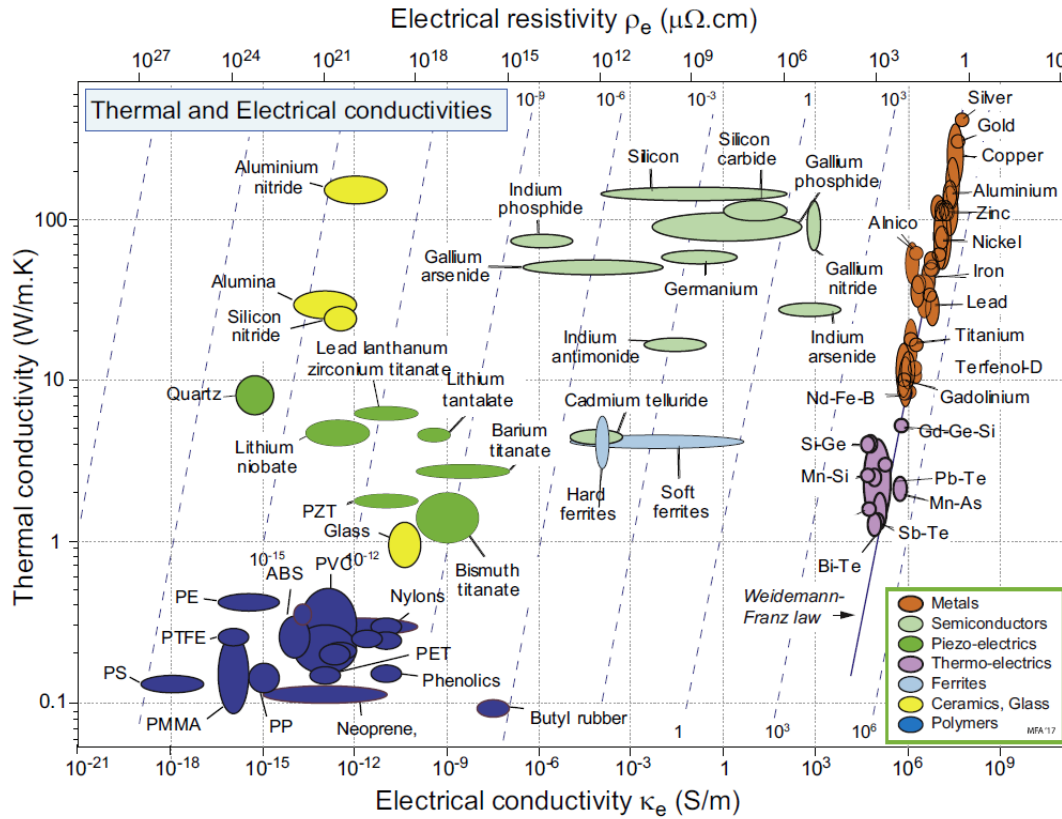 Electrical resistivity ρe (μΩ.cm)
10^27 10^24 10^21 10^18 10^15 10^12 10^9 10^6 10^3 1
Thermal and Electrical conductivities
10^-9 10^-6 10^-3 1 10^3
Silver
Gold
Copper
Aluminium
Zinc
Nickel
Alnico
Iron
Lead
Titanium
Terfenol-D
Nd-Fe-B
Gadolinium
Aluminium
nitride
Silicon
Silicon
carbide
Gallium
phosphide
Indium
phosphide
Gallium
arsenide
Germanium
Gallium
nitride
Alumina
Silicon
nitride
Indium
antimonide
Indium
arsenide
Lead lanthanum
zirconium titanate
Quartz
Lithium
tantalate
Cadmium telluride
Lithium
niobate
Barium
titanate
Hard
ferrites
Soft
ferrites
Gd-Ge-Si
Si-Ge
Mn-Si
Pb-Te
Mn-As
Sb-Te
Bi-Te
PZT
Glass
Bismuth
titanate
10^-15
10^-12
ABS
PVC
PE
Nylons
PTFE
PET
PS
Phenolics
PMMA
PP
Neoprene,
Butyl rubber
Weidemann-
Franz law
1 10^3 10^6
Metals
Semiconductors
Piezo-electrics
Thermo-electrics
Ferrites
Ceramics, Glass
Polymers
MFA'17
Thermal conductivity (W/m.K)
100
10
1
0.1
10^-21 10^-18 10^-15 10^-12 10^-9 10^-6 10^-3 1 10^3 10^6 10^9
Electrical conductivity κe (S/m)